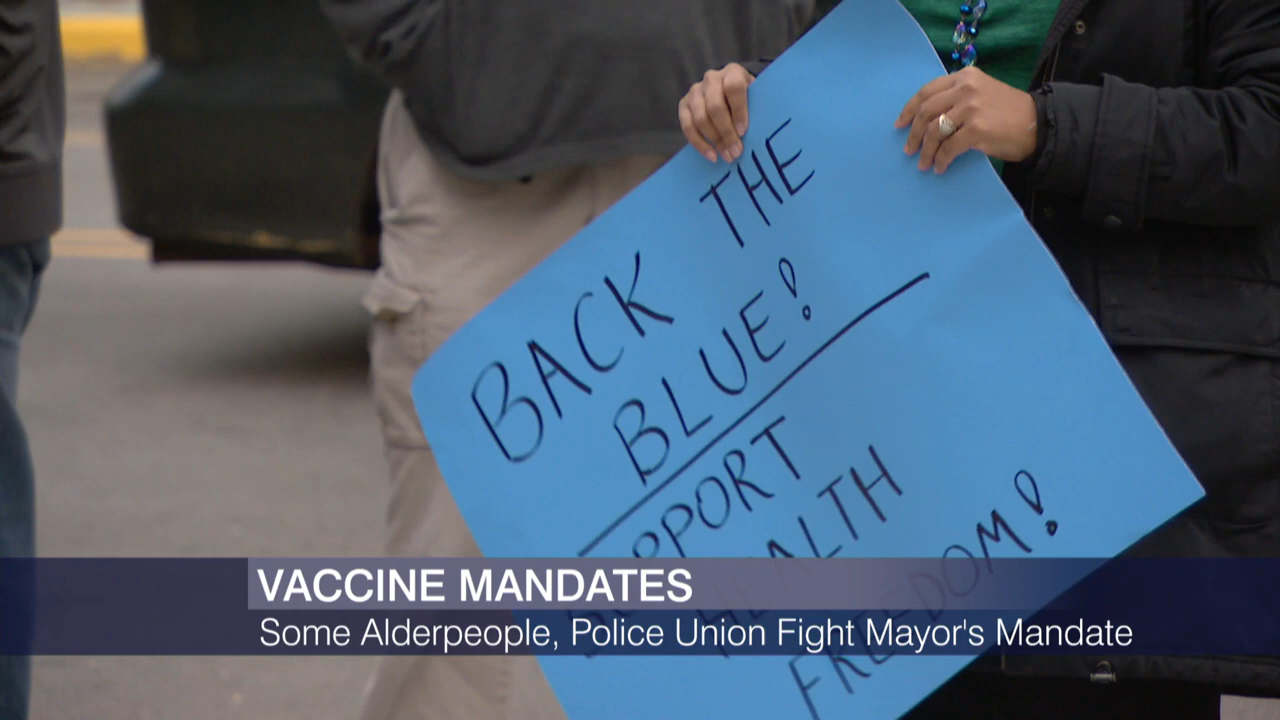 BACK THE
BLUE!
SUPPORT
HEALTH
FREEDOM!
VACCINE MANDATES
Some Alderpeople, Police Union Fight Mayor's Mandate